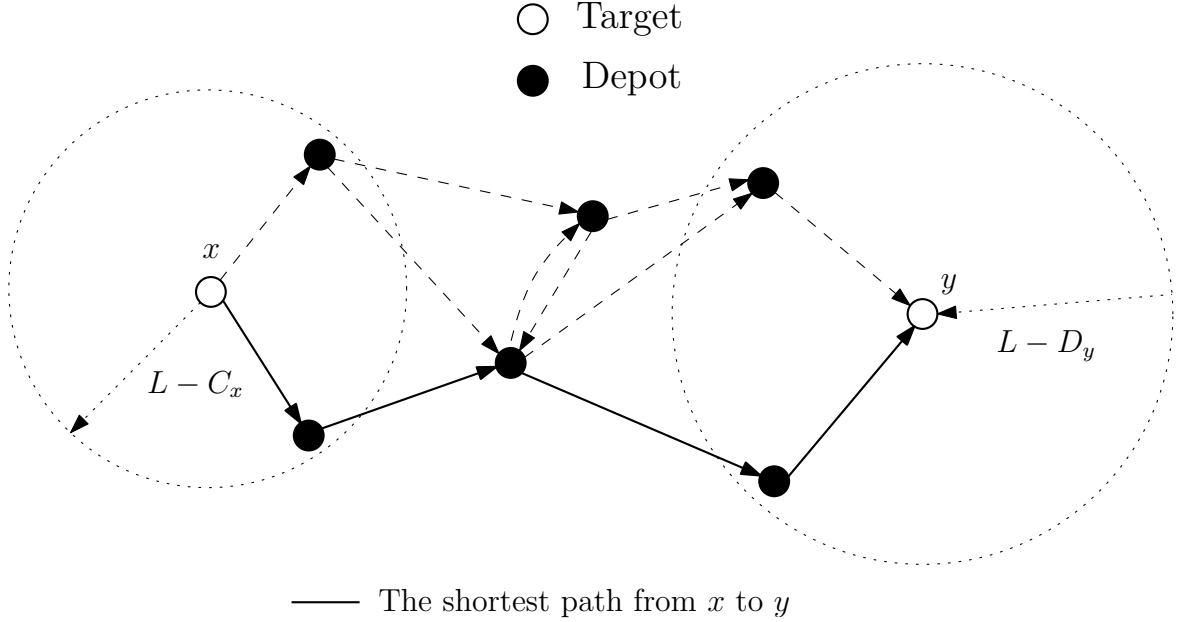 Target
Depot
x
y
L − D_y
L − C_x
The shortest path from x to y